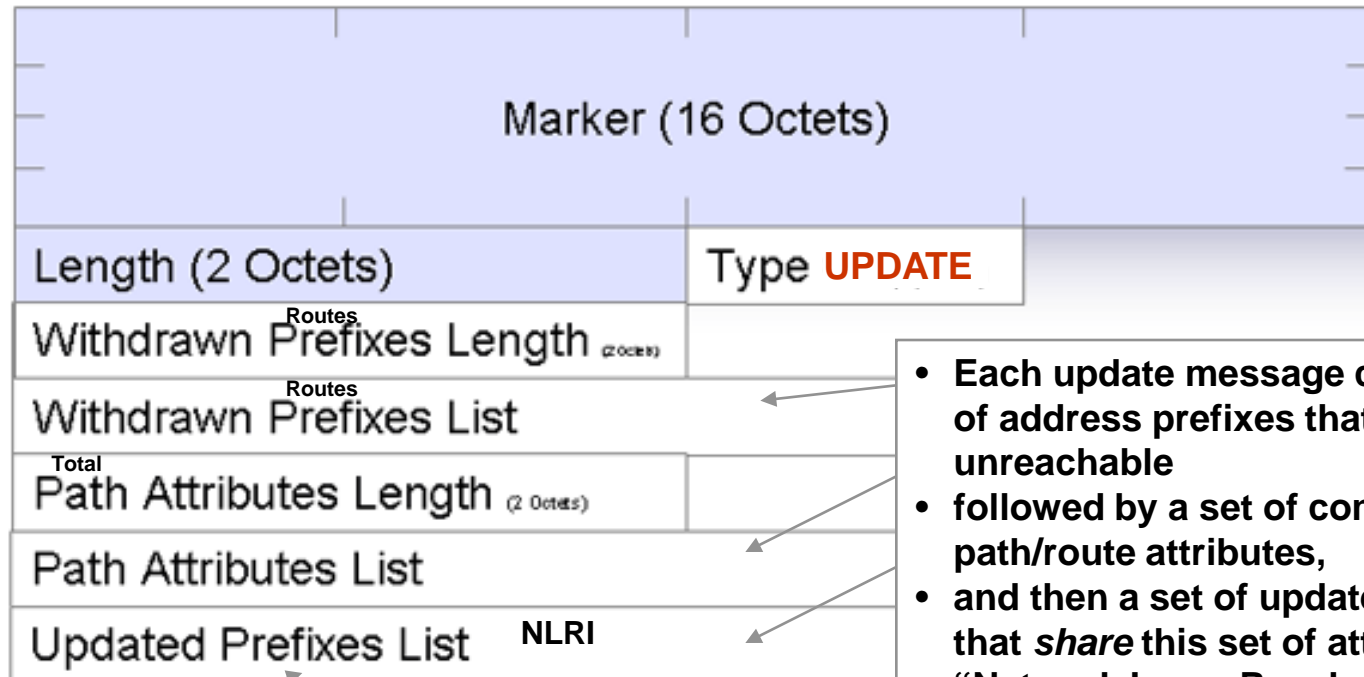 Marker (16 Octets)
Length (2 Octets)
Type UPDATE
Routes
Withdrawn Prefixes Length (2 Octets)
Routes
Withdrawn Prefixes List
Total
Path Attributes Length (2 Octets)
Path Attributes List
Updated Prefixes List NLRI
• Each update message
of address prefixes
unreachable
• followed by a set of
path/route attributes,
• and then a set of
that share this set of